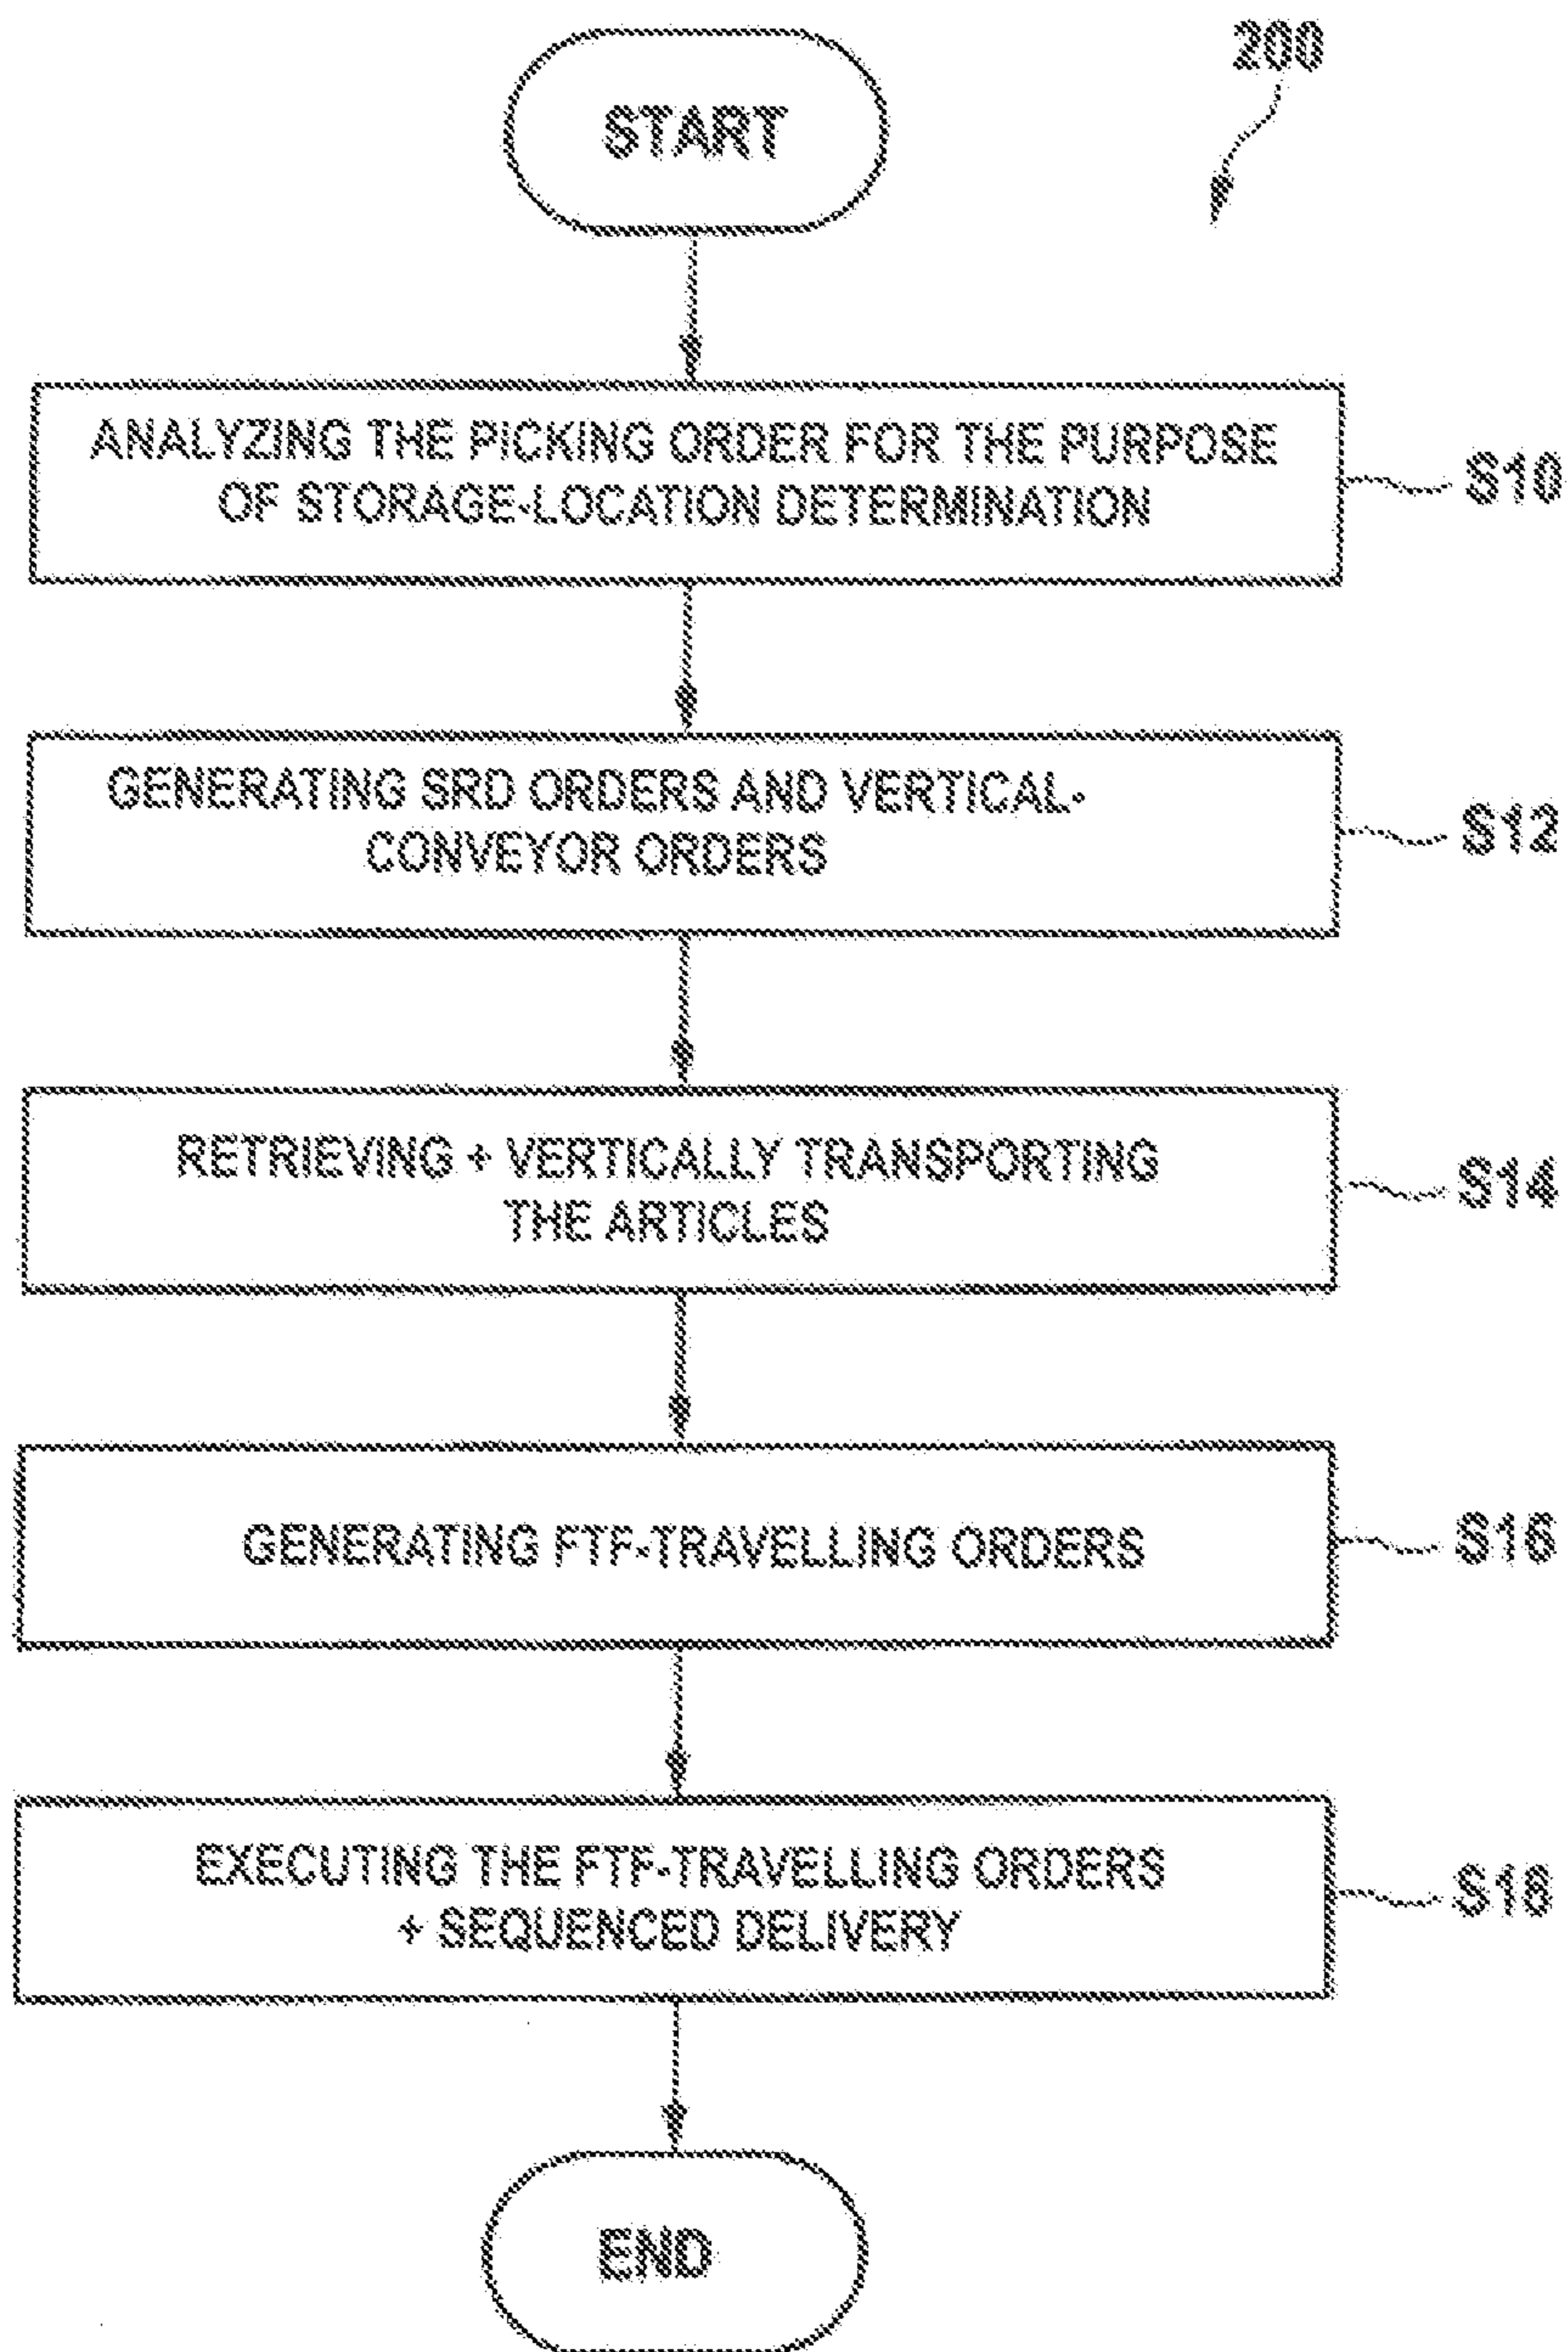 200
START
ANALYZING THE PICKING ORDER FOR THE PURPOSE
OF STORAGE-LOCATION DETERMINATION
S10
GENERATING SRD ORDERS AND VERTICAL-
CONVEYOR ORDERS
S12
RETRIEVING + VERTICALLY TRANSPORTING
THE ARTICLES
S14
GENERATING FTF-TRAVELLING ORDERS
S16
EXECUTING THE FTF-TRAVELLING ORDERS
+ SEQUENCED DELIVERY
S18
END